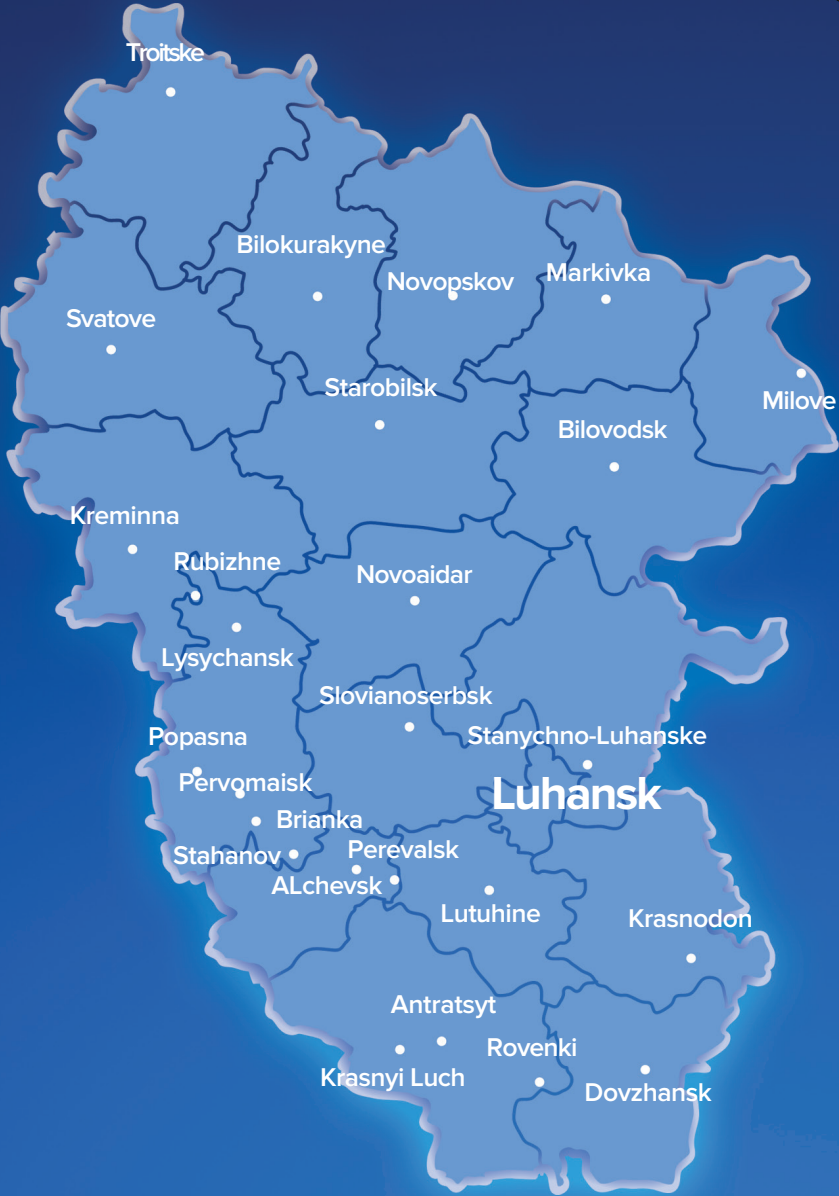 Troitske
Bilokurakyne
Novopskov
Markivka
Svatove
Starobilsk
Milove
Bilovodsk
Kreminna
Rubizhne
Novoaidar
Lysychansk
Slovianoserbsk
Popasna
Stanychno-Luhanske
Pervomaisk
Luhansk
Brianka
Stahanov
Perevalsk
ALchevsk
Lutuhine
Krasnodon
Antratsyt
Rovenki
Krasnyi Luch
Dovzhansk